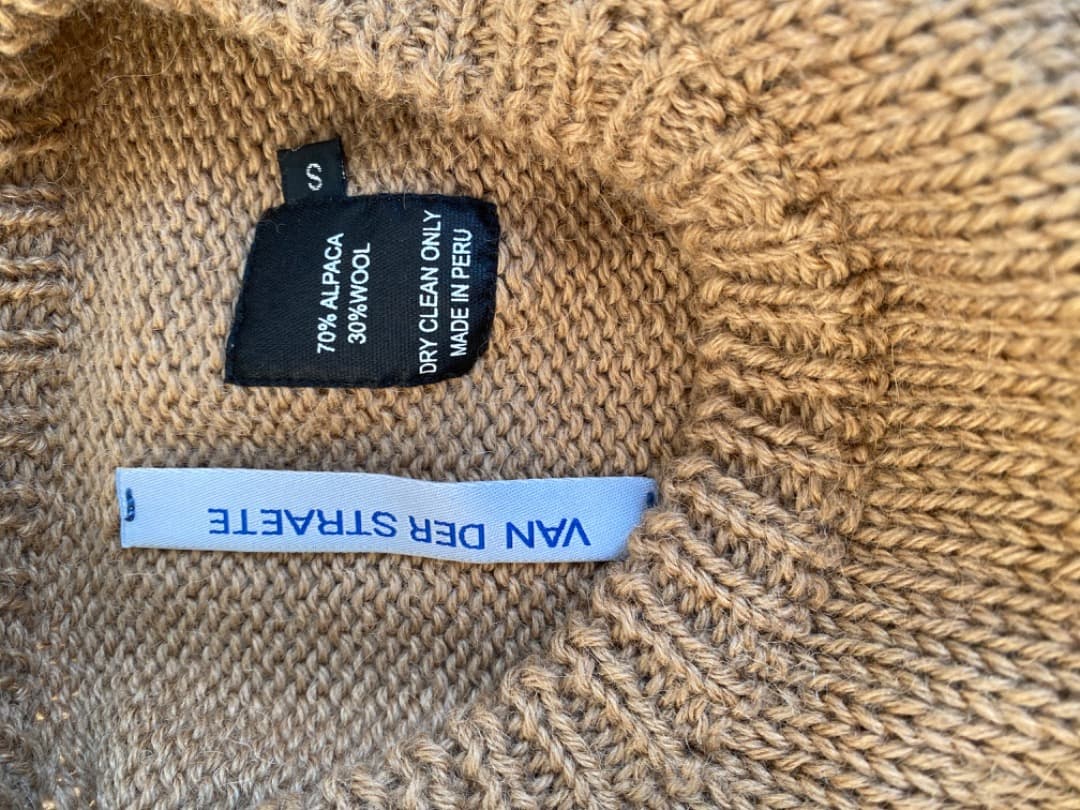 S
70% ALPACA
30%WOOL
DRY CLEAN ONLY
MADE IN PERU
VAN DER STRAETE